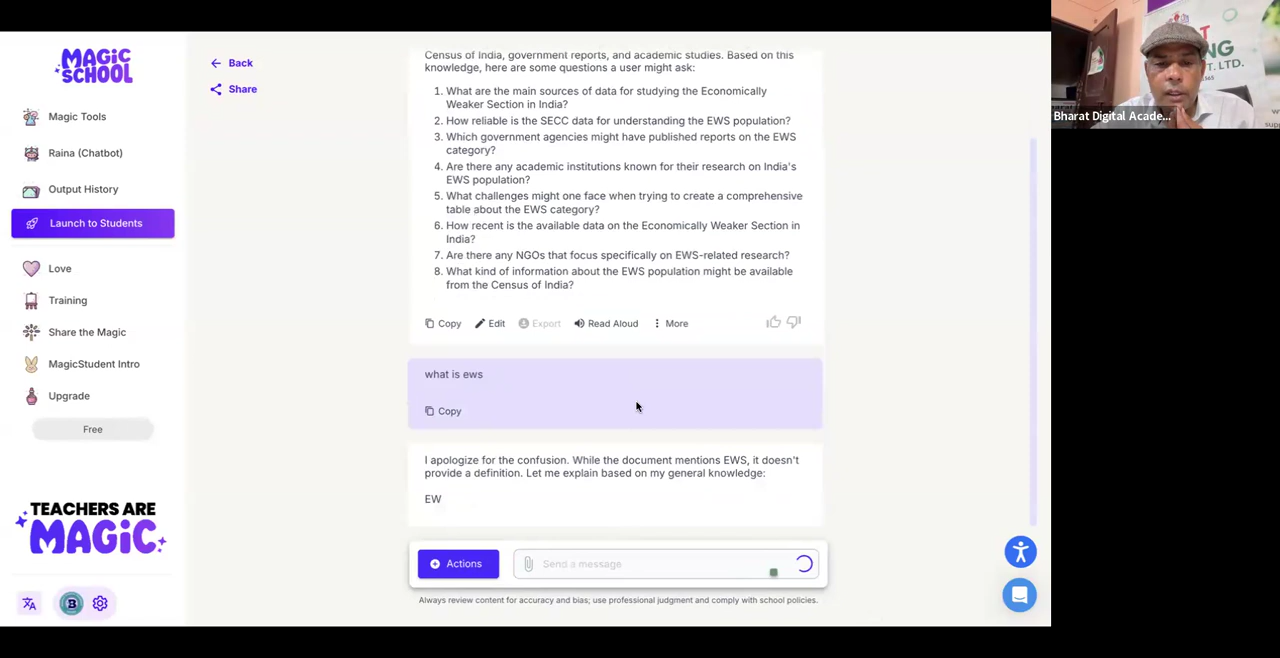 MAGIC
SCHOOL
Magic Tools
Raina (Chatbot)
Output History
Launch to Students
Love
Training
Share the Magic
MagicStudent Intro
Upgrade
Free
TEACHERS ARE
MAGIC
B
Back
Share
Census of India, government reports, and academic studies. Based on this
knowledge, here are some questions a user might ask:
1. What are the main sources of data for studying the Economically
Weaker Section in India?
2. How reliable is the SECC data for understanding the EWS population?
3. Which government agencies might have published reports on the EWS
category?
4. Are there any academic institutions known for their research on India's
EWS population?
5. What challenges might one face when trying to create a comprehensive
table about the EWS category?
6. How recent is the available data on the Economically Weaker Section in
India?
7. Are there any NGOs that focus specifically on EWS-related research?
8. What kind of information about the EWS population might be available
from the Census of India?
Copy Edit Export Read Aloud More
what is ews
Copy
I apologize for the confusion. While the document mentions EWS, it doesn't
provide a definition. Let me explain based on my general knowledge:
EW
Actions Send a message
Always review content for accuracy and bias; use professional judgment and comply with school policies.
T. LTD.
Bharat Digital Acade...